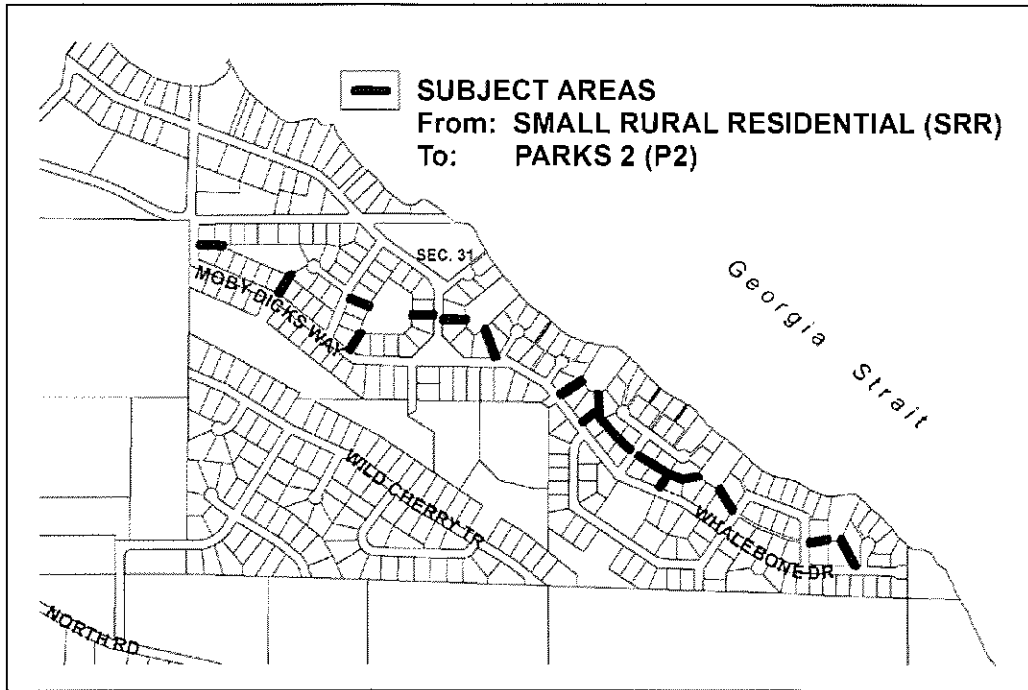 SUBJECT AREAS
From: SMALL RURAL RESIDENTIAL (SRR)
To: PARKS 2 (P2)
SEC. 31
Georgia Strait
MOBY DICKS WAY
WILD CHERRY TR
WHALEBONE DR
NORTH RD